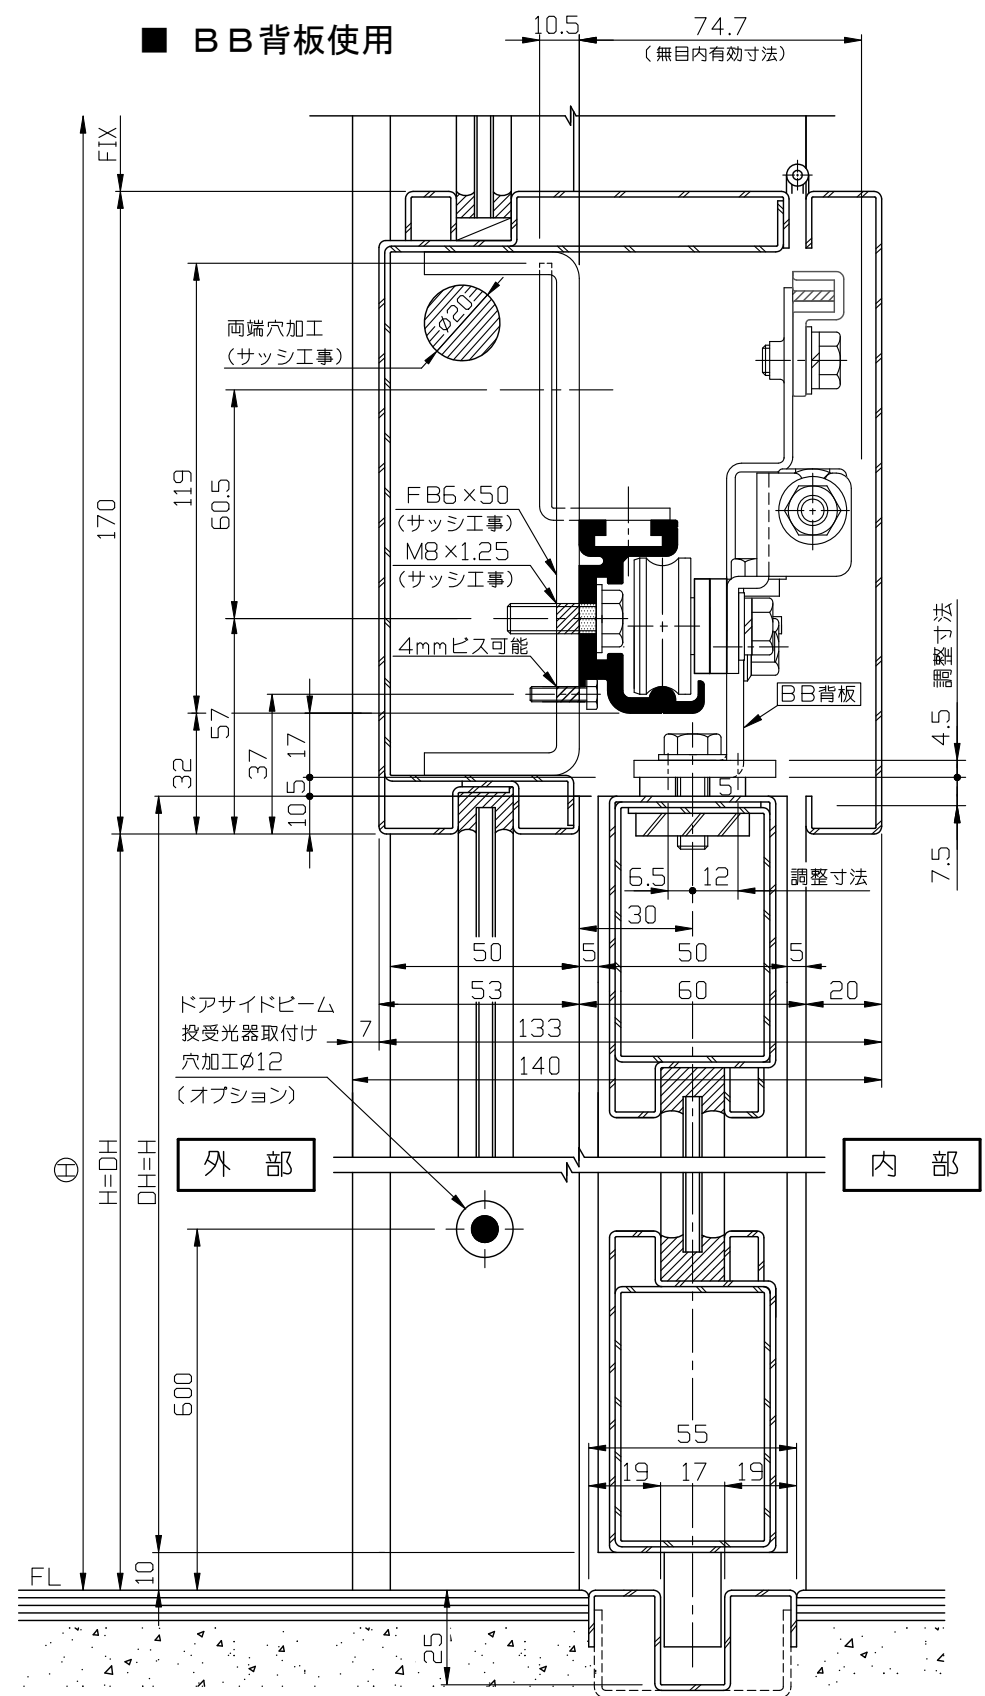 ■ ＢＢ背板使用
10.5
74.7
(無目内有効寸法)
FIX
両端穴加工
(サッシ工事)
Ø20
119
60.5
170
FB6×50
(サッシ工事)
M8×1.25
(サッシ工事)
4mmビス可能
BB背板
調整寸法
4.5
7.5
57
37
32
17
5
10
5
6.5
12
調整寸法
30
50
5
50
5
53
60
20
7
133
140
ドアサイドビーム
投受光器取付け
穴加工Ø12
(オプション)
外 部
内 部
Ⓗ
H=DH
DH=H
600
55
19
17
19
10
FL
25